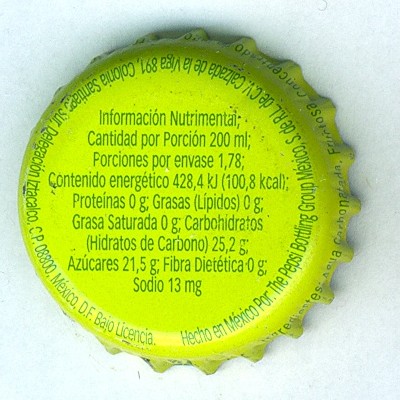 Información Nutrimental;
Cantidad por Porción 200 ml;
Porciones por envase 1,78;
Contenido energético 428,4 kJ (100,8 kcal);
Proteínas 0 g; Grasas (Lípidos) 0 g;
Grasa Saturada 0 g; Carbohidratos
(Hidratos de Carbono) 25,2 g;
Azúcares 21,5 g; Fibra Dietética 0 g;
Sodio 13 mg
Hecho en México Por: The Pepsi Bottling Group México, S. de R.L. de C.V. Calzada de la Viga 891, Colonia Santiago Sur, Delegación Iztacalco, C.P. 08800, México, D.F. Bajo Licencia.
Carbonatada,